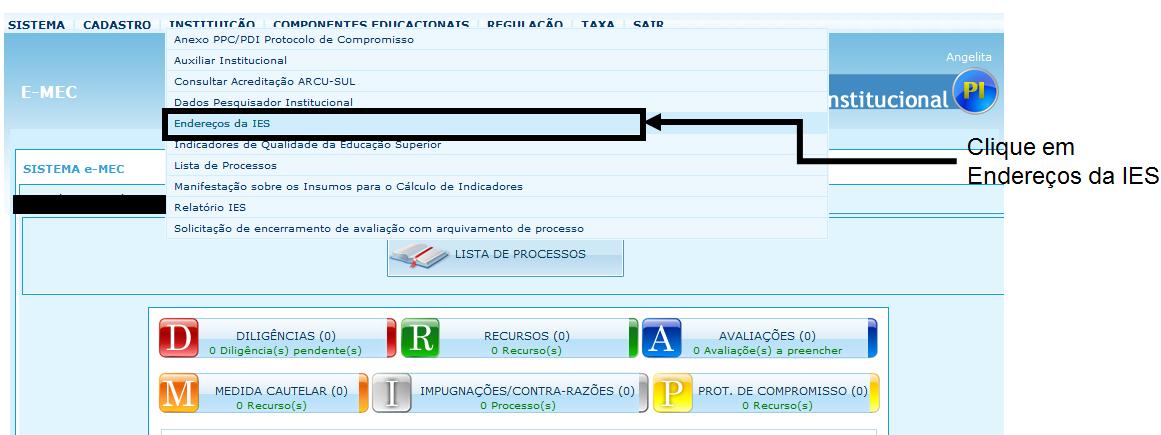 SISTEMA CADASTRO INSTITUIÇÃO COMPONENTES EDUCACIONAIS REGULAÇÃO TAXA SAIR
Anexo PPC/PDI Protocolo de Compromisso
Auxiliar Institucional
Consultar Acreditação ARCU-SUL
Dados Pesquisador Institucional
Endereços da IES
Indicadores de Qualidade da Educação Superior
Lista de Processos
Manifestação sobre os Insumos para o Cálculo de Indicadores
Relatório IES
Solicitação de encerramento de avaliação com arquivamento de processo
Angelita
E-MEC
nstitucional PI
Clique em
Endereços da IES
SISTEMA e-MEC
LISTA DE PROCESSOS
D DILIGÊNCIAS (0)
0 Diligência(s) pendente(s)
R RECURSOS (0)
0 Recurso(s)
A AVALIAÇÕES (0)
0 Avaliaçõe(s) a preencher
M MEDIDA CAUTELAR (0)
0 Recurso(s)
I IMPUGNAÇÕES/CONTRA-RAZÕES (0)
0 Processo(s)
P PROT. DE COMPROMISSO (0)
0 Recurso(s)